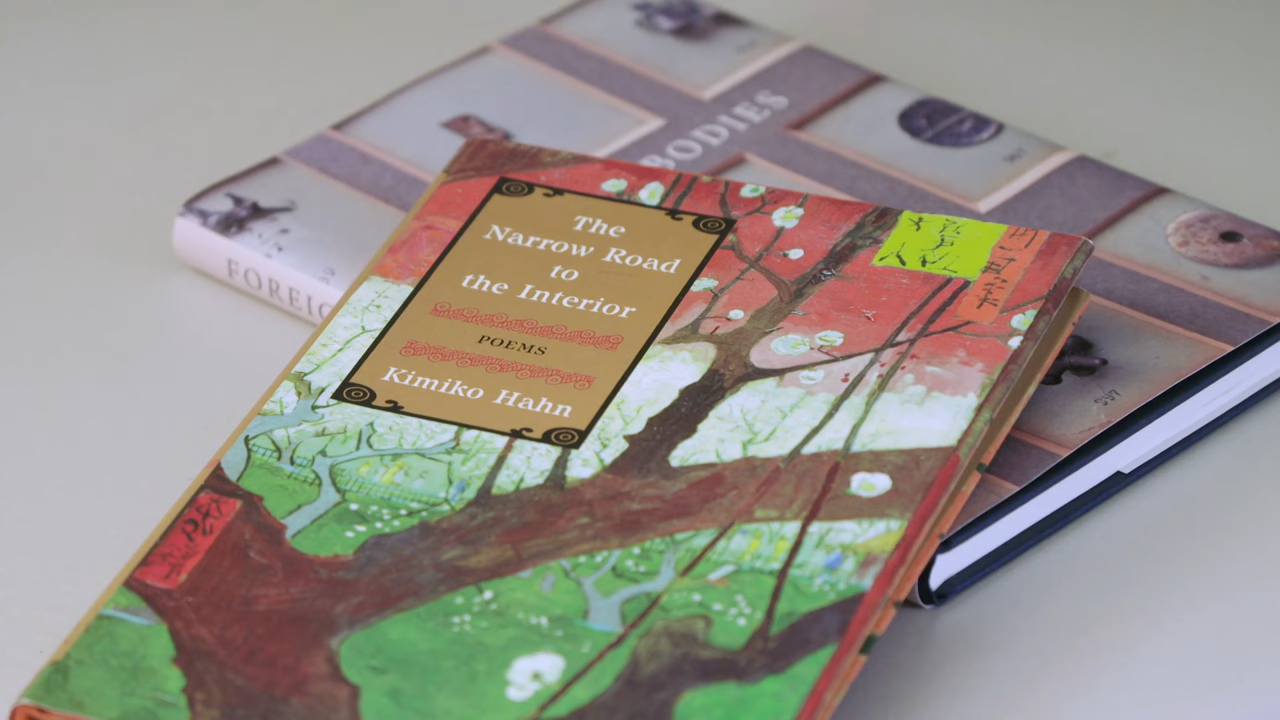 The
Narrow Road
to
the Interior
POEMS
Kimiko Hahn
BODIES
FOREIG